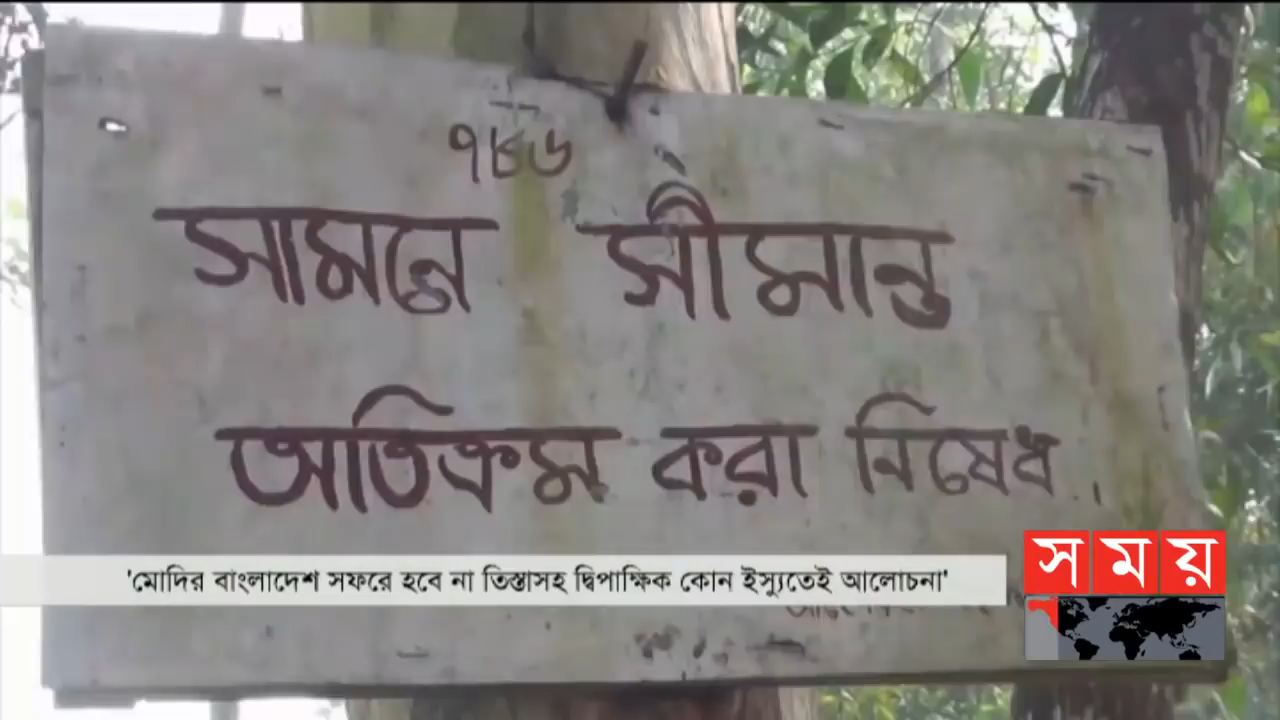 ৭৮৬
সামনে সীমান্ত
অতিক্রম করা নিষেধ।
'মোদির বাংলাদেশ সফরে হবে না তিস্তাসহ দ্বিপাক্ষিক কোন ইস্যুতেই আলোচনা'
সময়